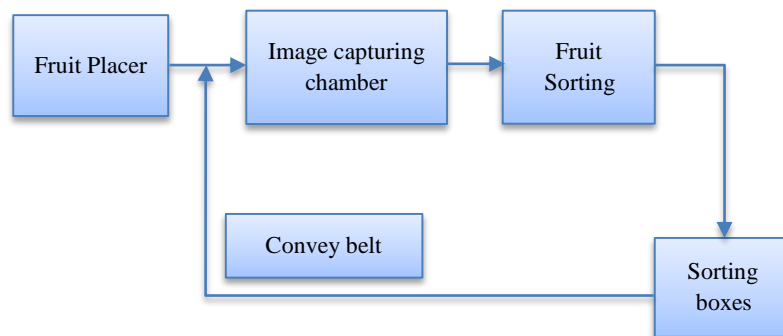 Fruit Placer
Image capturing
chamber
Fruit
Sorting
Convey belt
Sorting
boxes